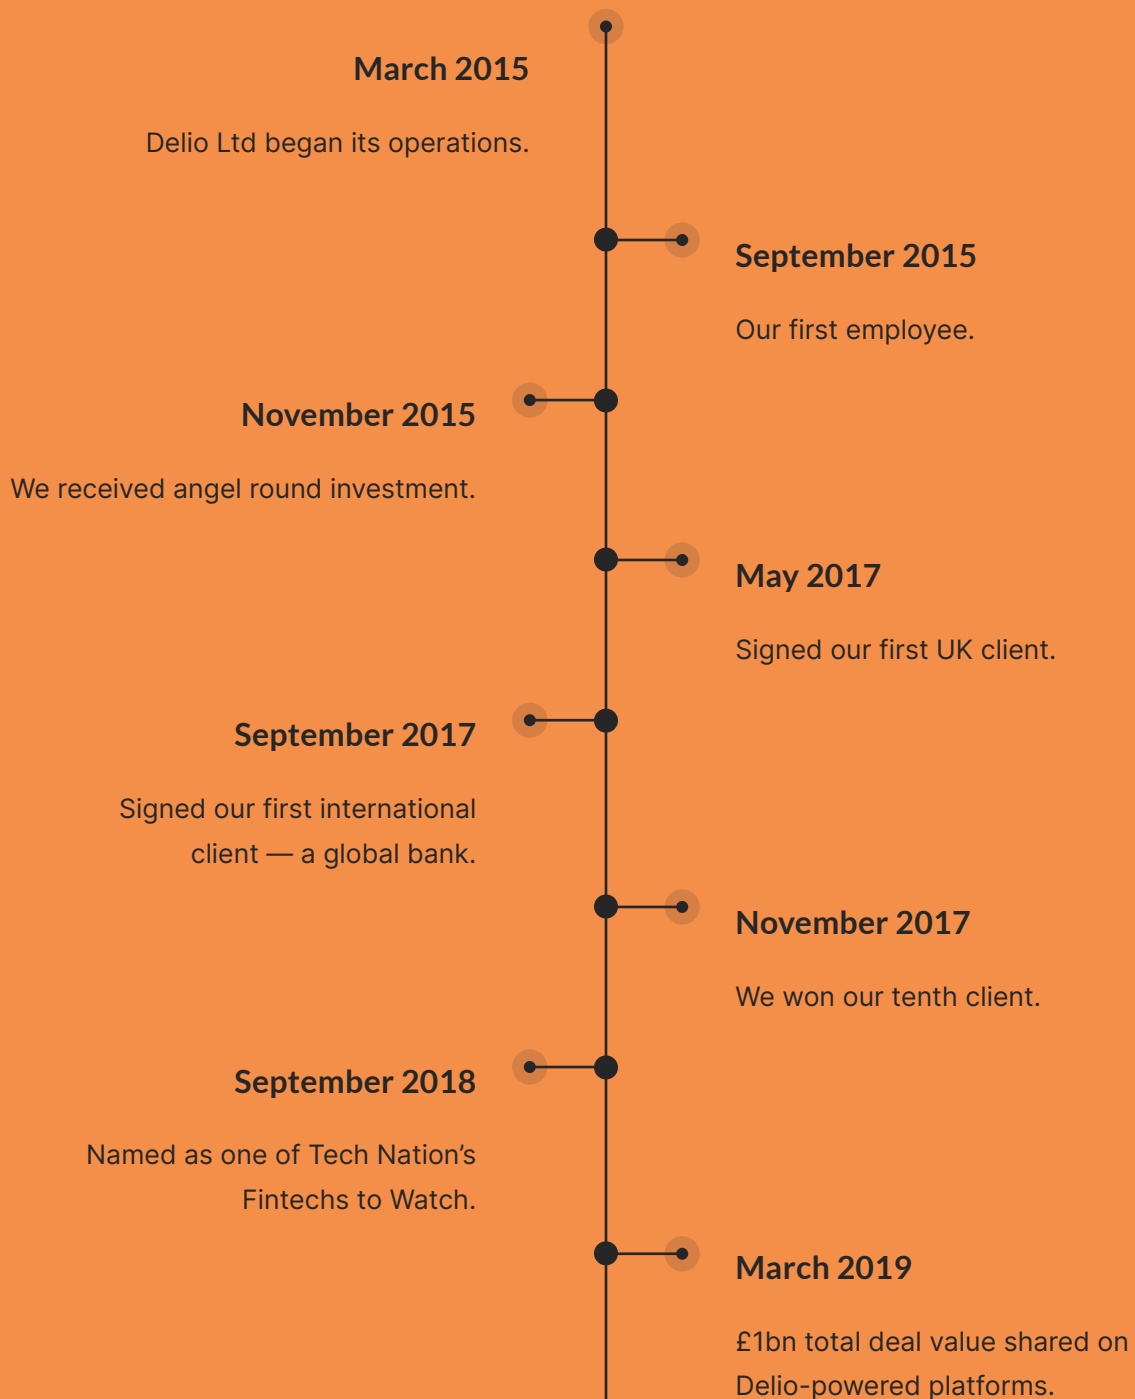 March 2015
Delio Ltd began its operations.
September 2015
Our first employee.
November 2015
We received angel round investment.
May 2017
Signed our first UK client.
September 2017
Signed our first international
client — a global bank.
November 2017
We won our tenth client.
September 2018
Named as one of Tech Nation’s
Fintechs to Watch.
March 2019
£1bn total deal value shared on
Delio-powered platforms.